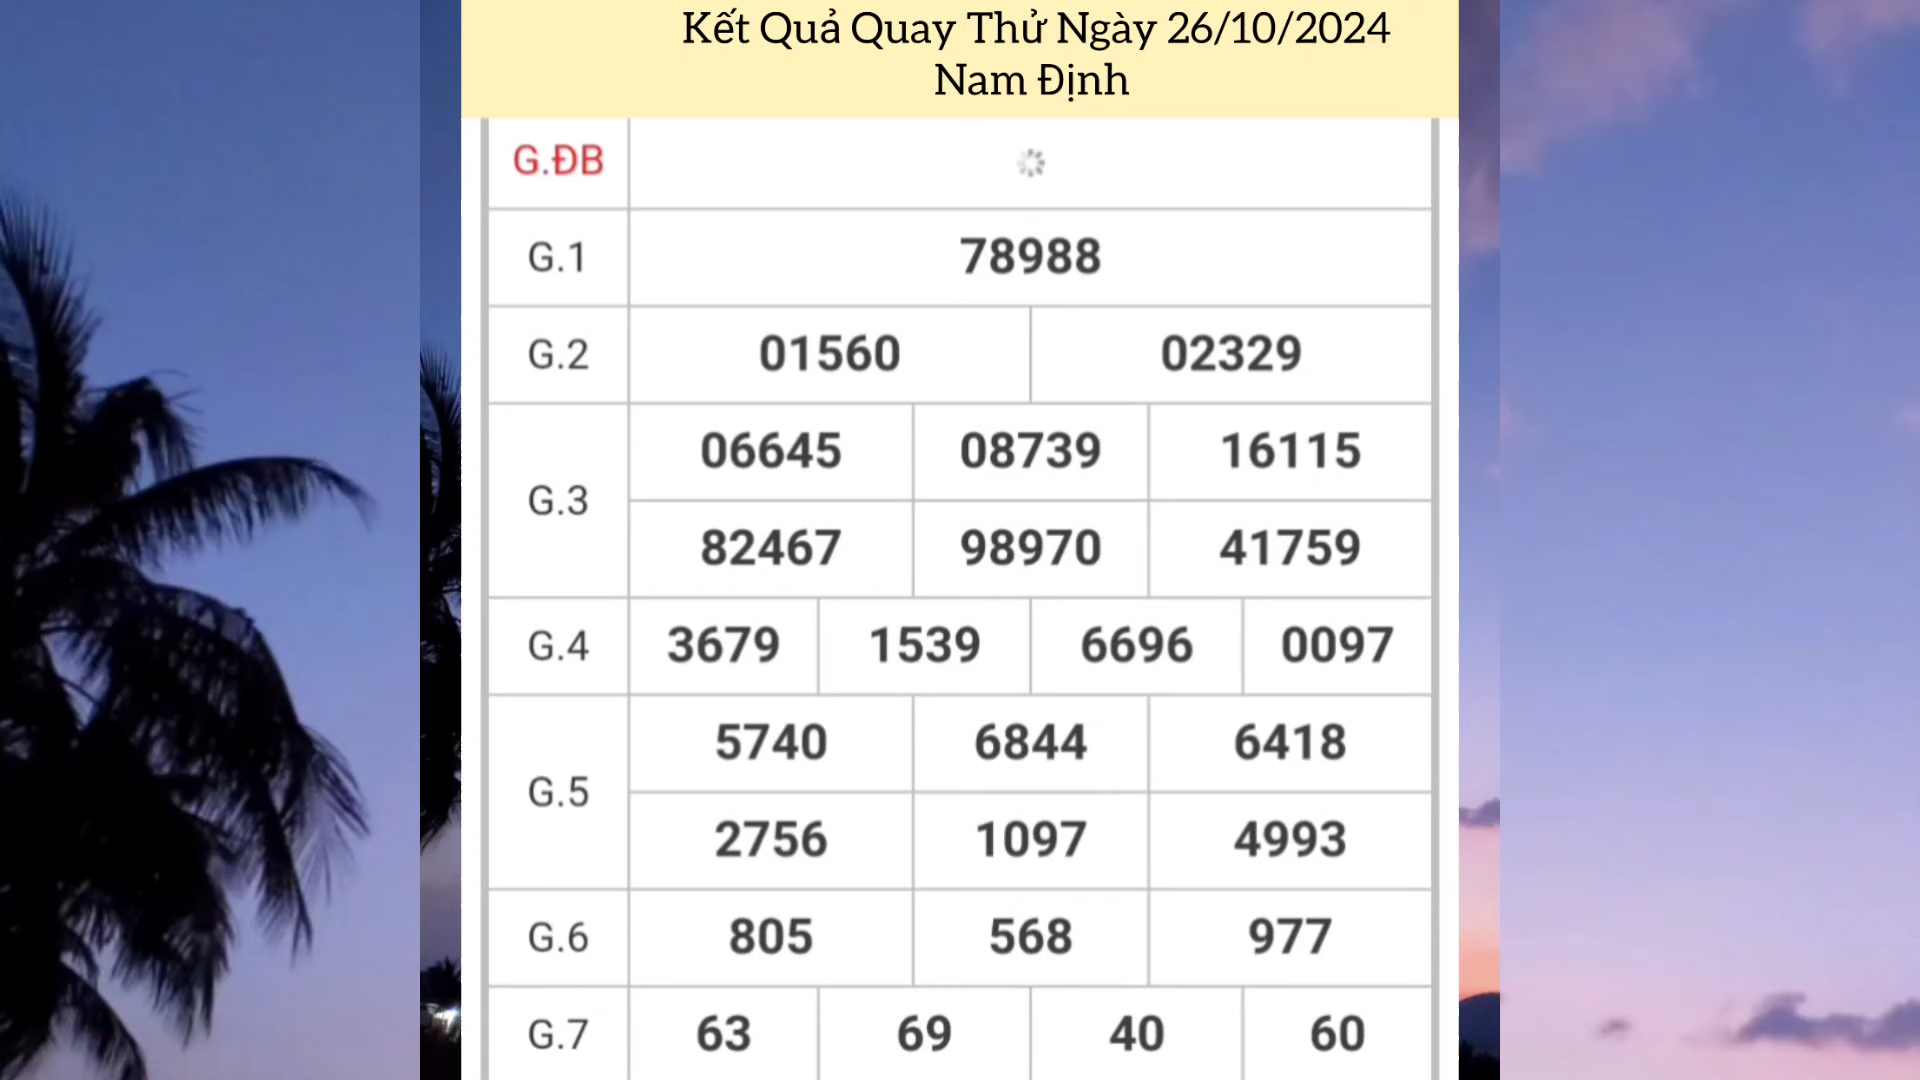 Kết Quả Quay Thử Ngày 26/10/2024
Nam Định
G.ĐB
G.1 78988
G.2 01560 02329
G.3
06645 08739 16115
82467 98970 41759
G.4 3679 1539 6696 0097
G.5
5740 6844 6418
2756 1097 4993
G.6 805 568 977
G.7 63 69 40 60